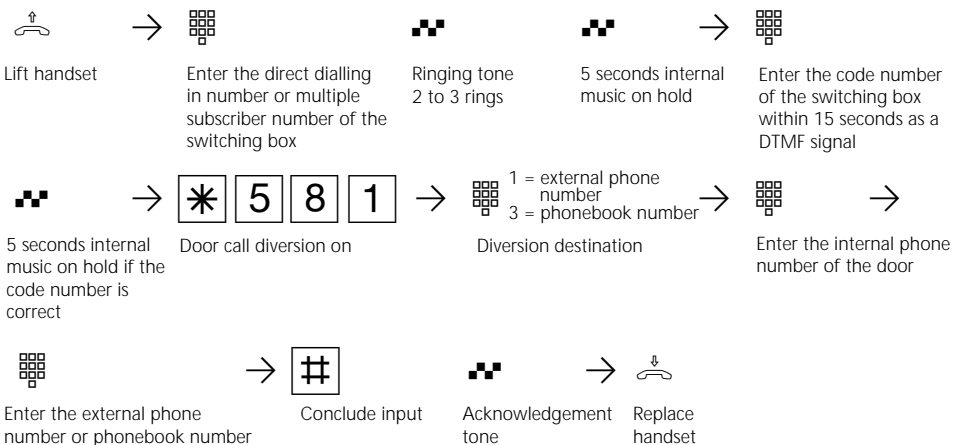 Lift handset
Enter the direct dialling
in number or multiple
subscriber number of the
switching box
Ringing tone
2 to 3 rings
5 seconds internal
music on hold
Enter the code number
of the switching box
within 15 seconds as a
DTMF signal
5 seconds internal
music on hold if the
code number is
correct
* 5 8 1
Door call diversion on
1 = external phone
number
3 = phonebook number
Diversion destination
Enter the internal phone
number of the door
Enter the external phone
number or phonebook number
#
Conclude input
Acknowledgement
tone
Replace
handset